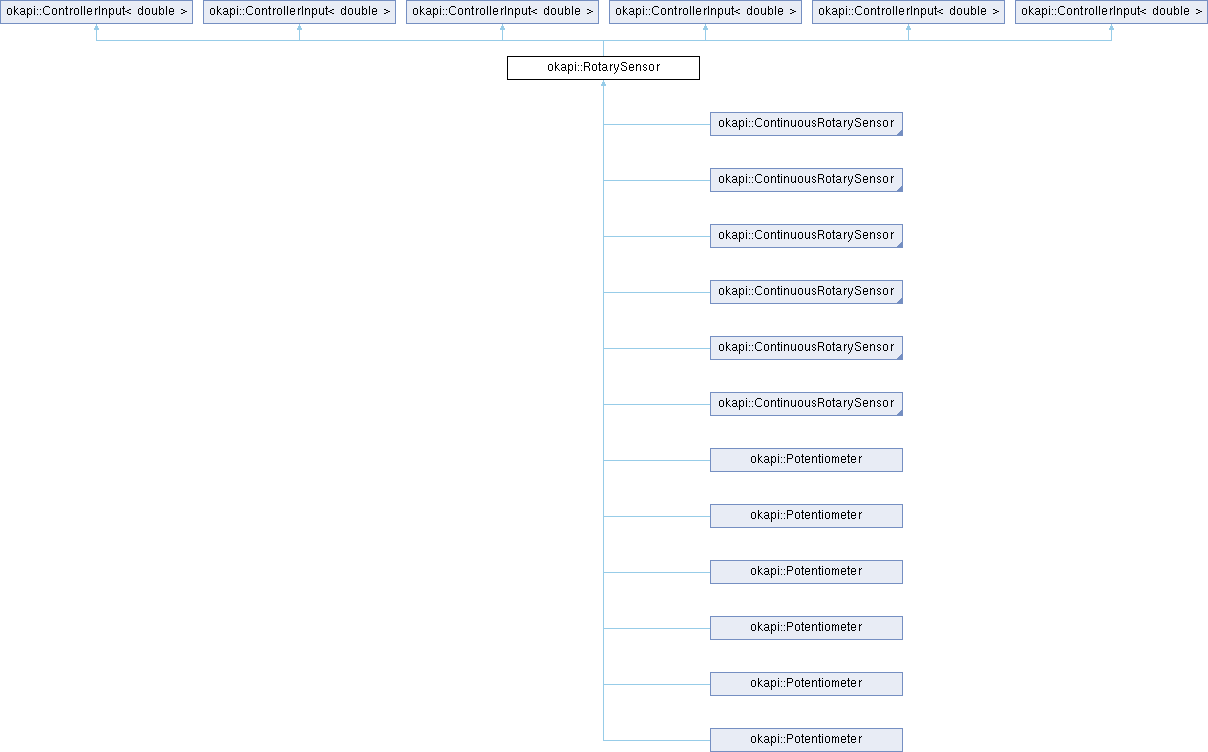 okapi::ControllerInput< double > okapi::ControllerInput< double > okapi::ControllerInput< double > okapi::ControllerInput< double > okapi::ControllerInput< double > okapi::ControllerInput< double >
okapi::RotarySensor
okapi::ContinuousRotarySensor
okapi::ContinuousRotarySensor
okapi::ContinuousRotarySensor
okapi::ContinuousRotarySensor
okapi::ContinuousRotarySensor
okapi::ContinuousRotarySensor
okapi::Potentiometer
okapi::Potentiometer
okapi::Potentiometer
okapi::Potentiometer
okapi::Potentiometer
okapi::Potentiometer